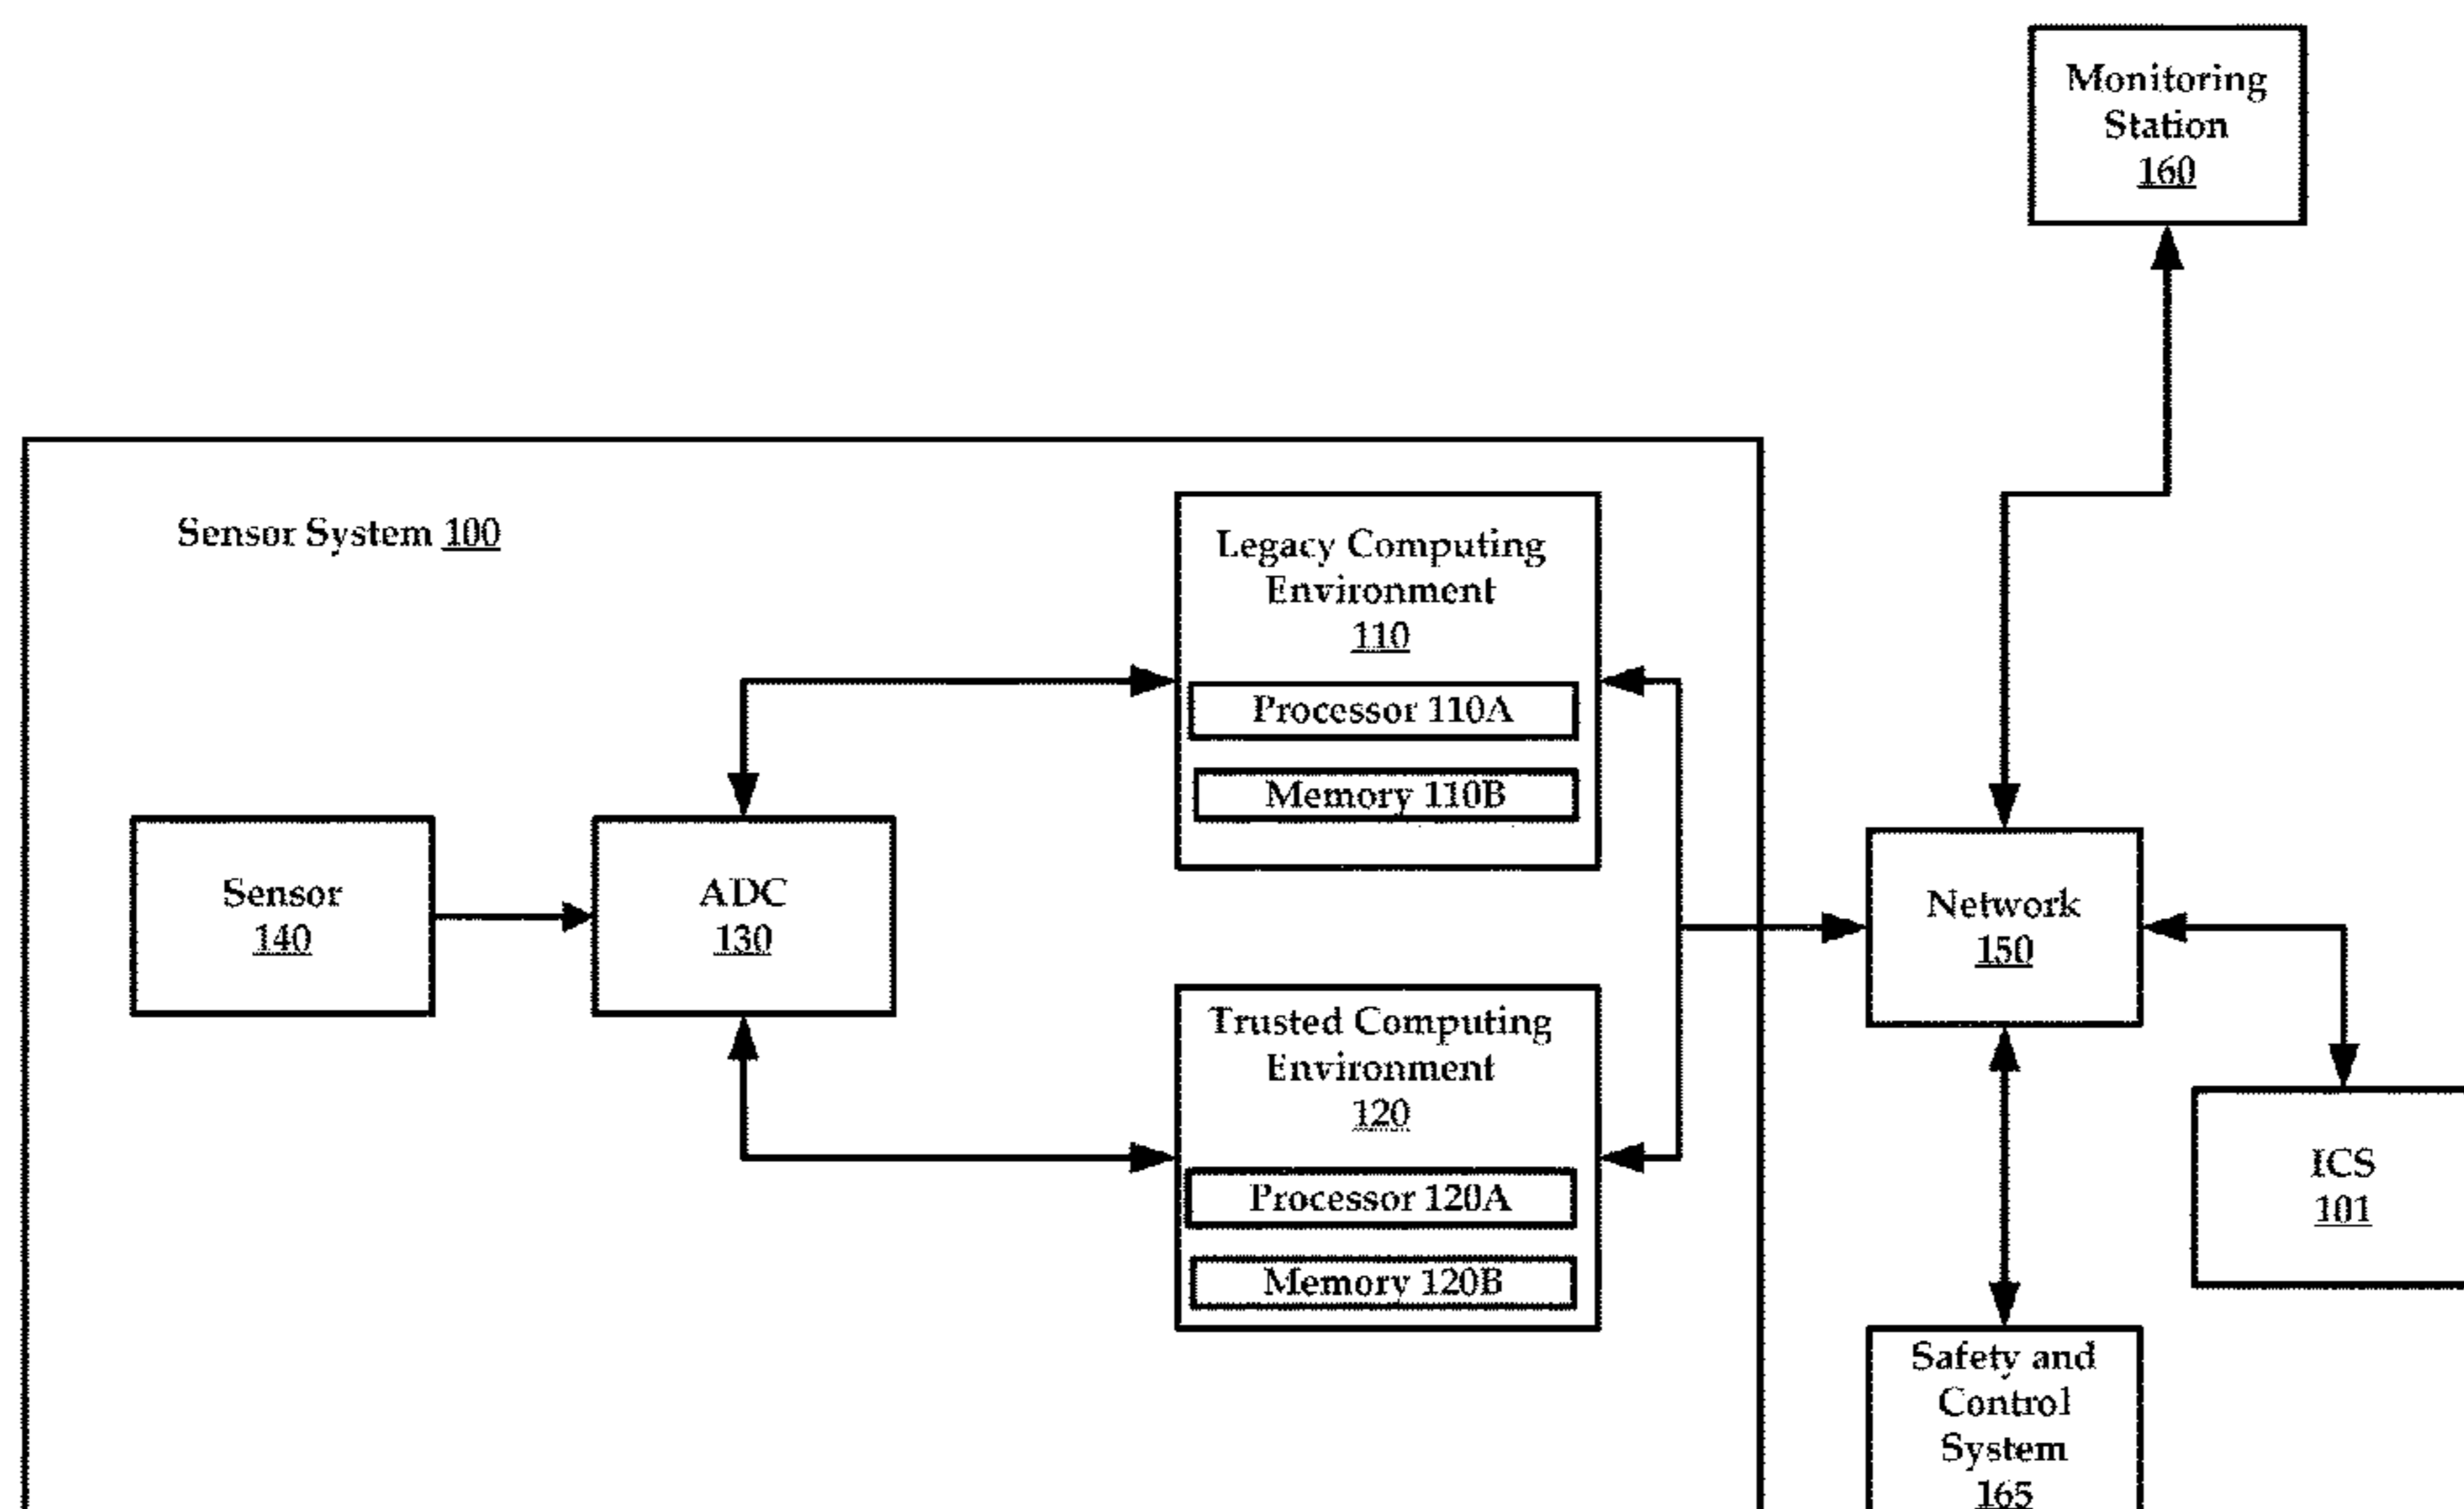 Monitoring
Station
160
Sensor System 100
Legacy Computing
Environment
110
Processor 110A
Memory 110B
Sensor
140
ADC
130
Network
150
Trusted Computing
Environment
120
Processor 120A
Memory 120B
ICS
101
Safety and
Control
System
165